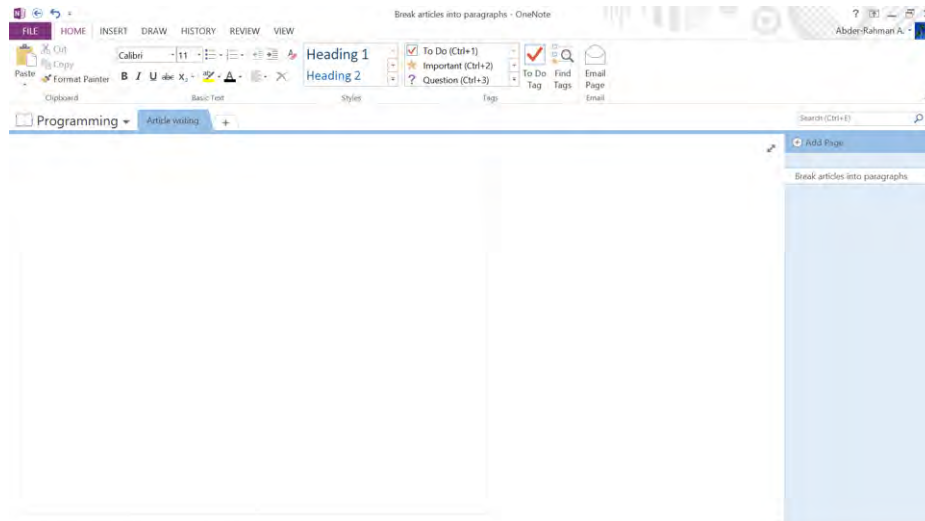 Break articles into paragraphs - OneNote
FILE HOME INSERT DRAW HISTORY REVIEW VIEW
Abder-Rahman A.
Paste
Cut
Copy
Format Painter
Clipboard
Calibri 11
B I U abc X₂ A
Basic Text
Heading 1
Heading 2
Styles
To Do (Ctrl+1)
Important (Ctrl+2)
Question (Ctrl+3)
Tags
To Do Tag
Find Tags
Email Page
Email
Programming
Article writing
Search (Ctrl+E)
Add Page
Break articles into paragraphs